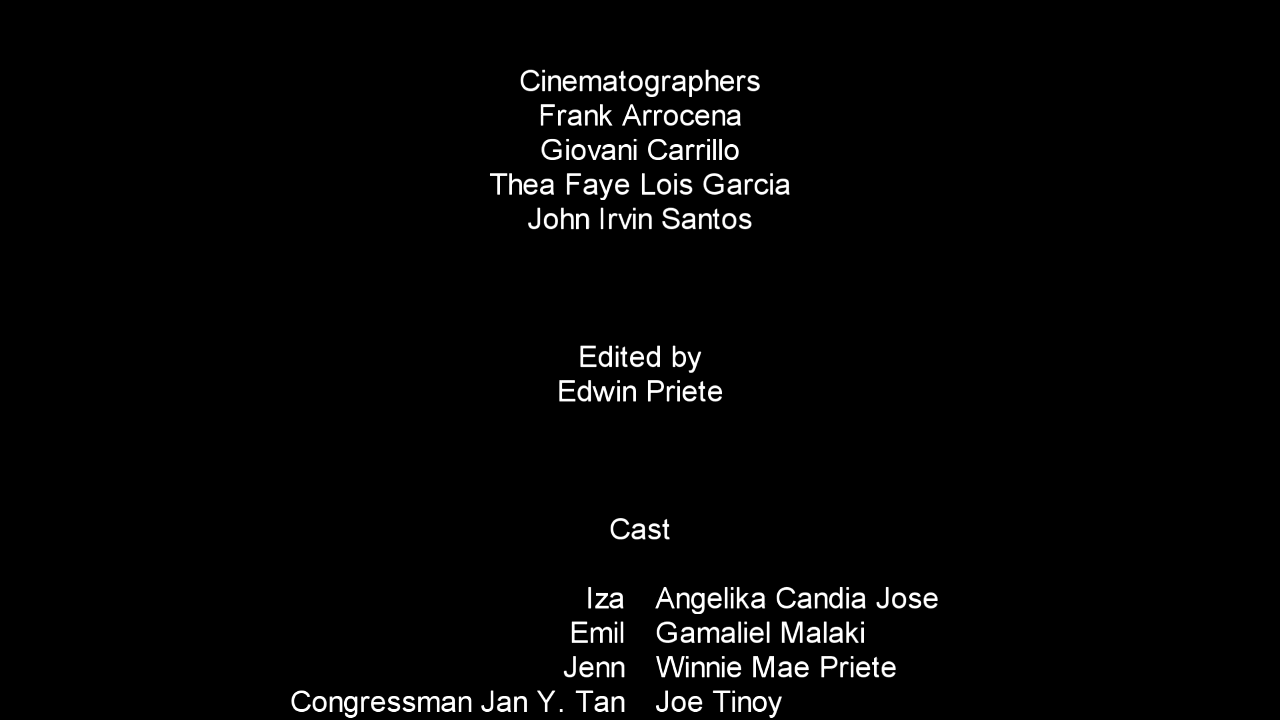 Cinematographers
Frank Arrocena
Giovani Carrillo
Thea Faye Lois Garcia
John Irvin Santos
Edited by
Edwin Priete
Cast
Iza Angelika Candia Jose
Emil Gamaliel Malaki
Jenn Winnie Mae Priete
Congressman Jan Y. Tan Joe Tinoy